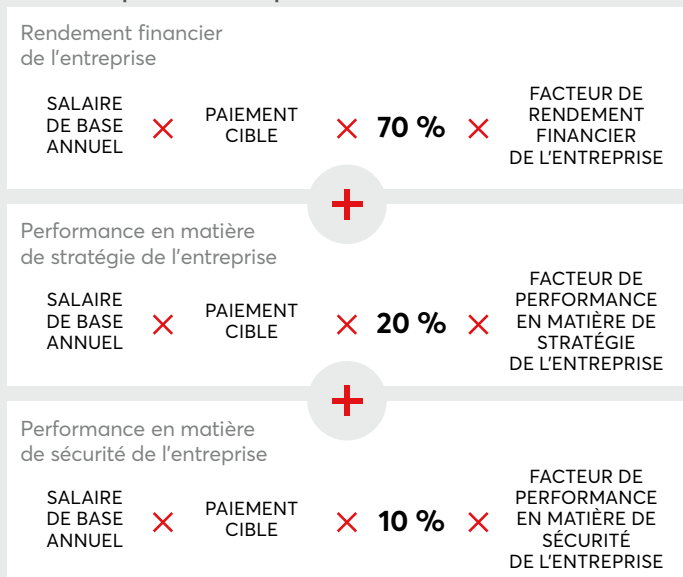 Rendement financier
de l'entreprise
SALAIRE
DE BASE
ANNUEL
×
PAIEMENT
CIBLE
×
70 %
×
FACTEUR DE
RENDEMENT
FINANCIER
DE L'ENTREPRISE
+
Performance en matière
de stratégie de l'entreprise
SALAIRE
DE BASE
ANNUEL
×
PAIEMENT
CIBLE
×
20 %
×
FACTEUR DE
PERFORMANCE
EN MATIÈRE DE
STRATÉGIE
DE L'ENTREPRISE
+
Performance en matière
de sécurité de l'entreprise
SALAIRE
DE BASE
ANNUEL
×
PAIEMENT
CIBLE
×
10 %
×
FACTEUR DE
PERFORMANCE
EN MATIÈRE DE
SÉCURITÉ
DE L'ENTREPRISE